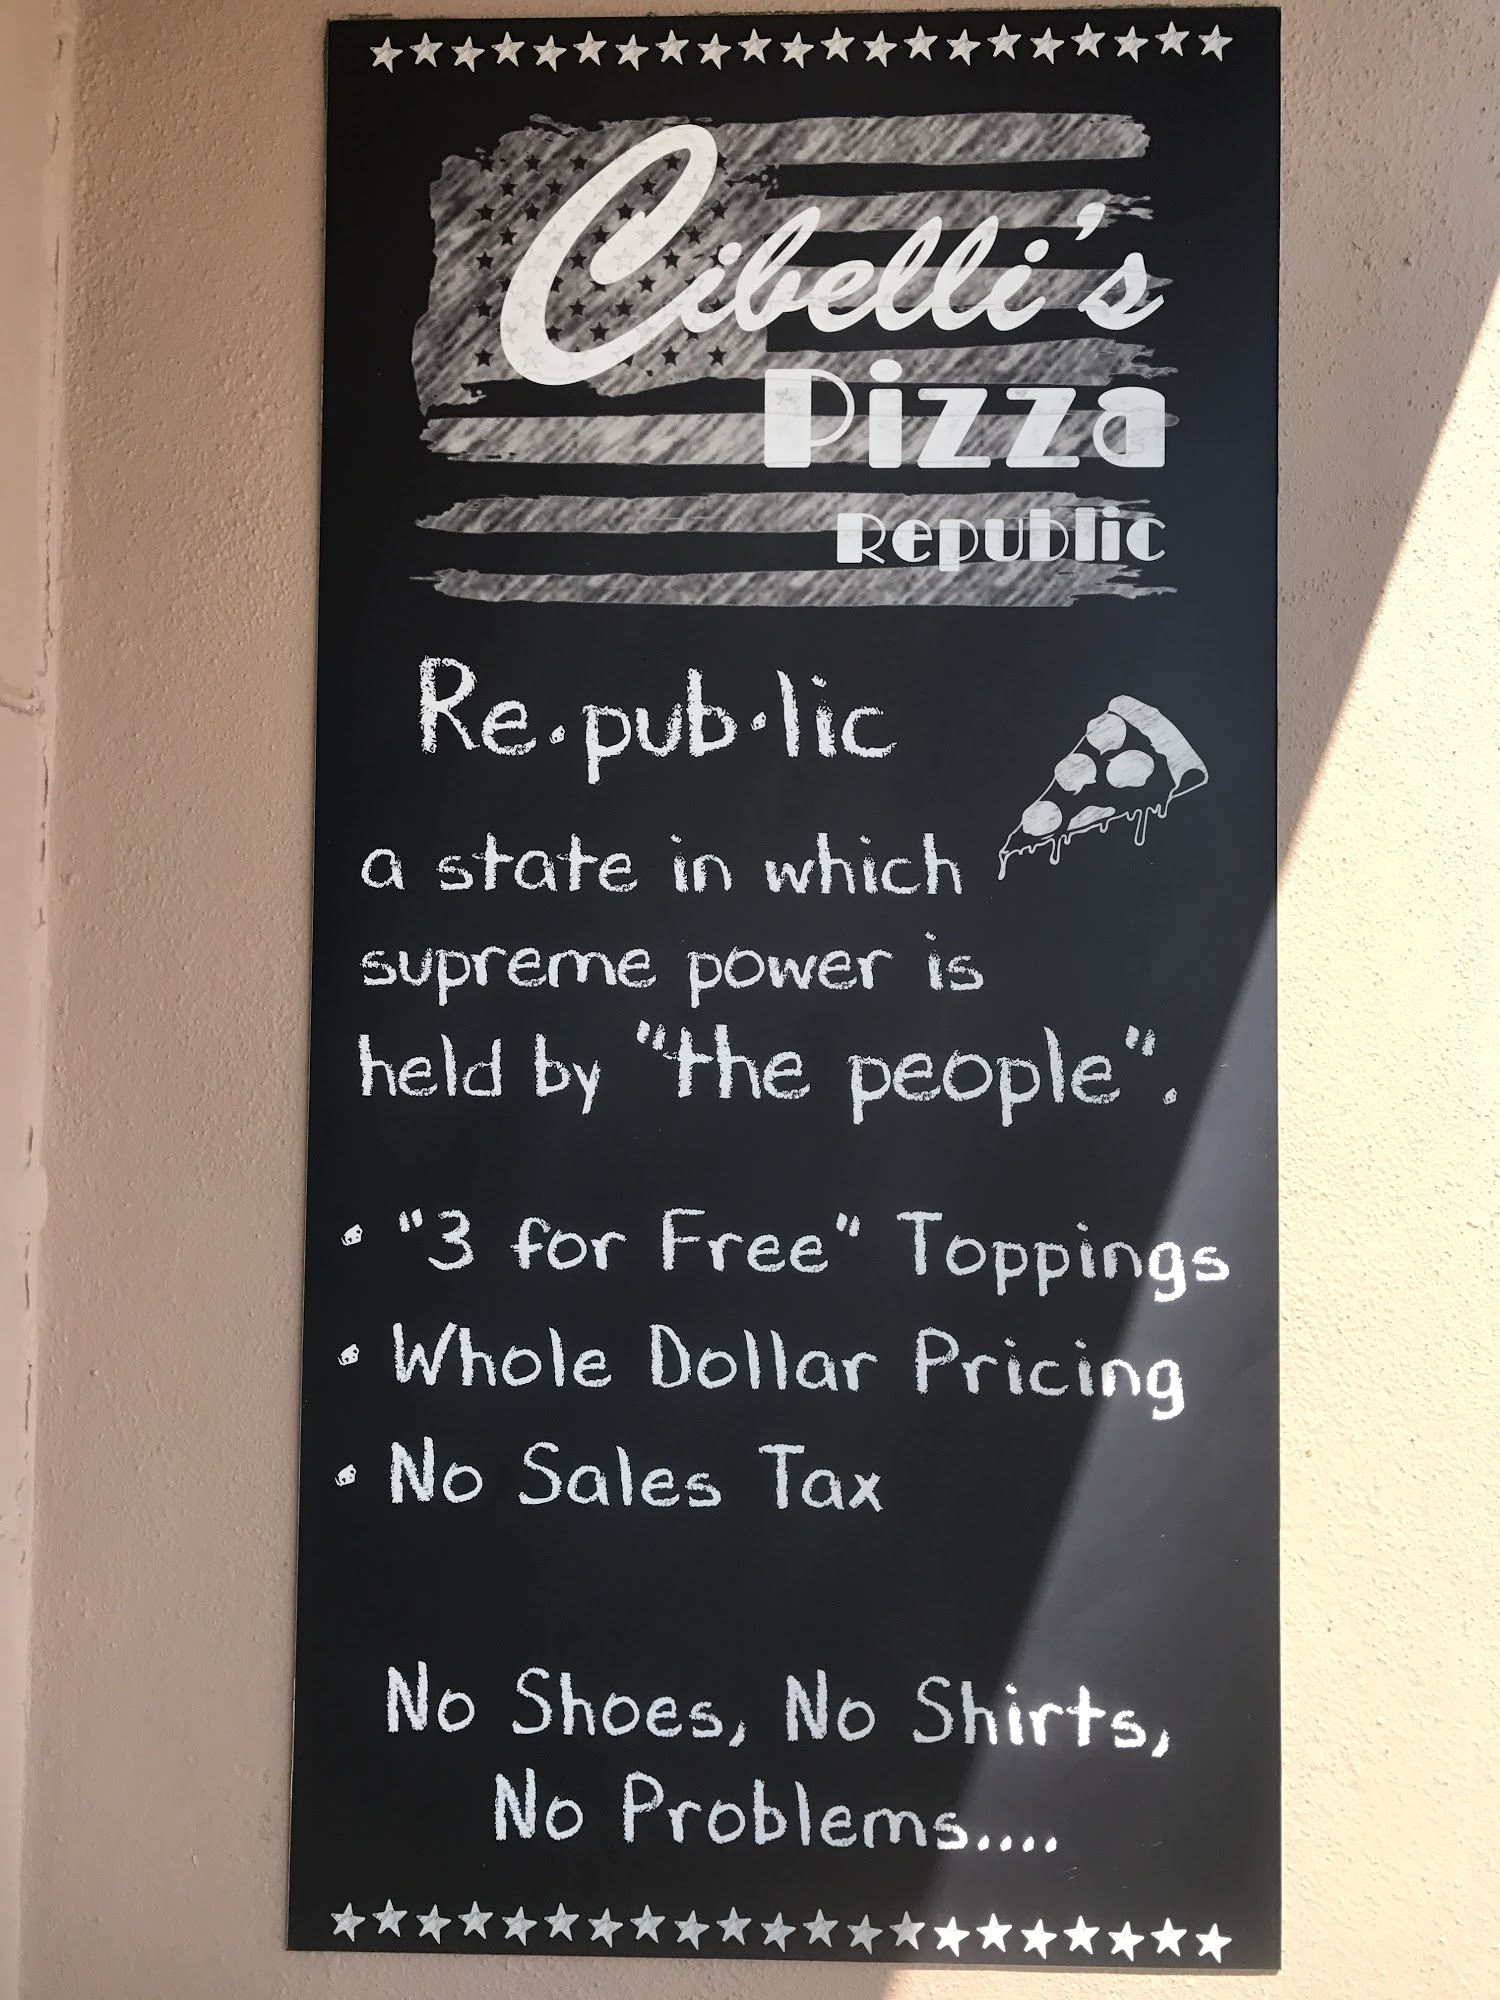 Cibelli's
Pizza
Republic
Re•pub•lic
a state in which
supreme power is
held by "the people".
• "3 for Free" Toppings
• Whole Dollar Pricing
• No Sales Tax
No Shoes, No Shirts,
No Problems....